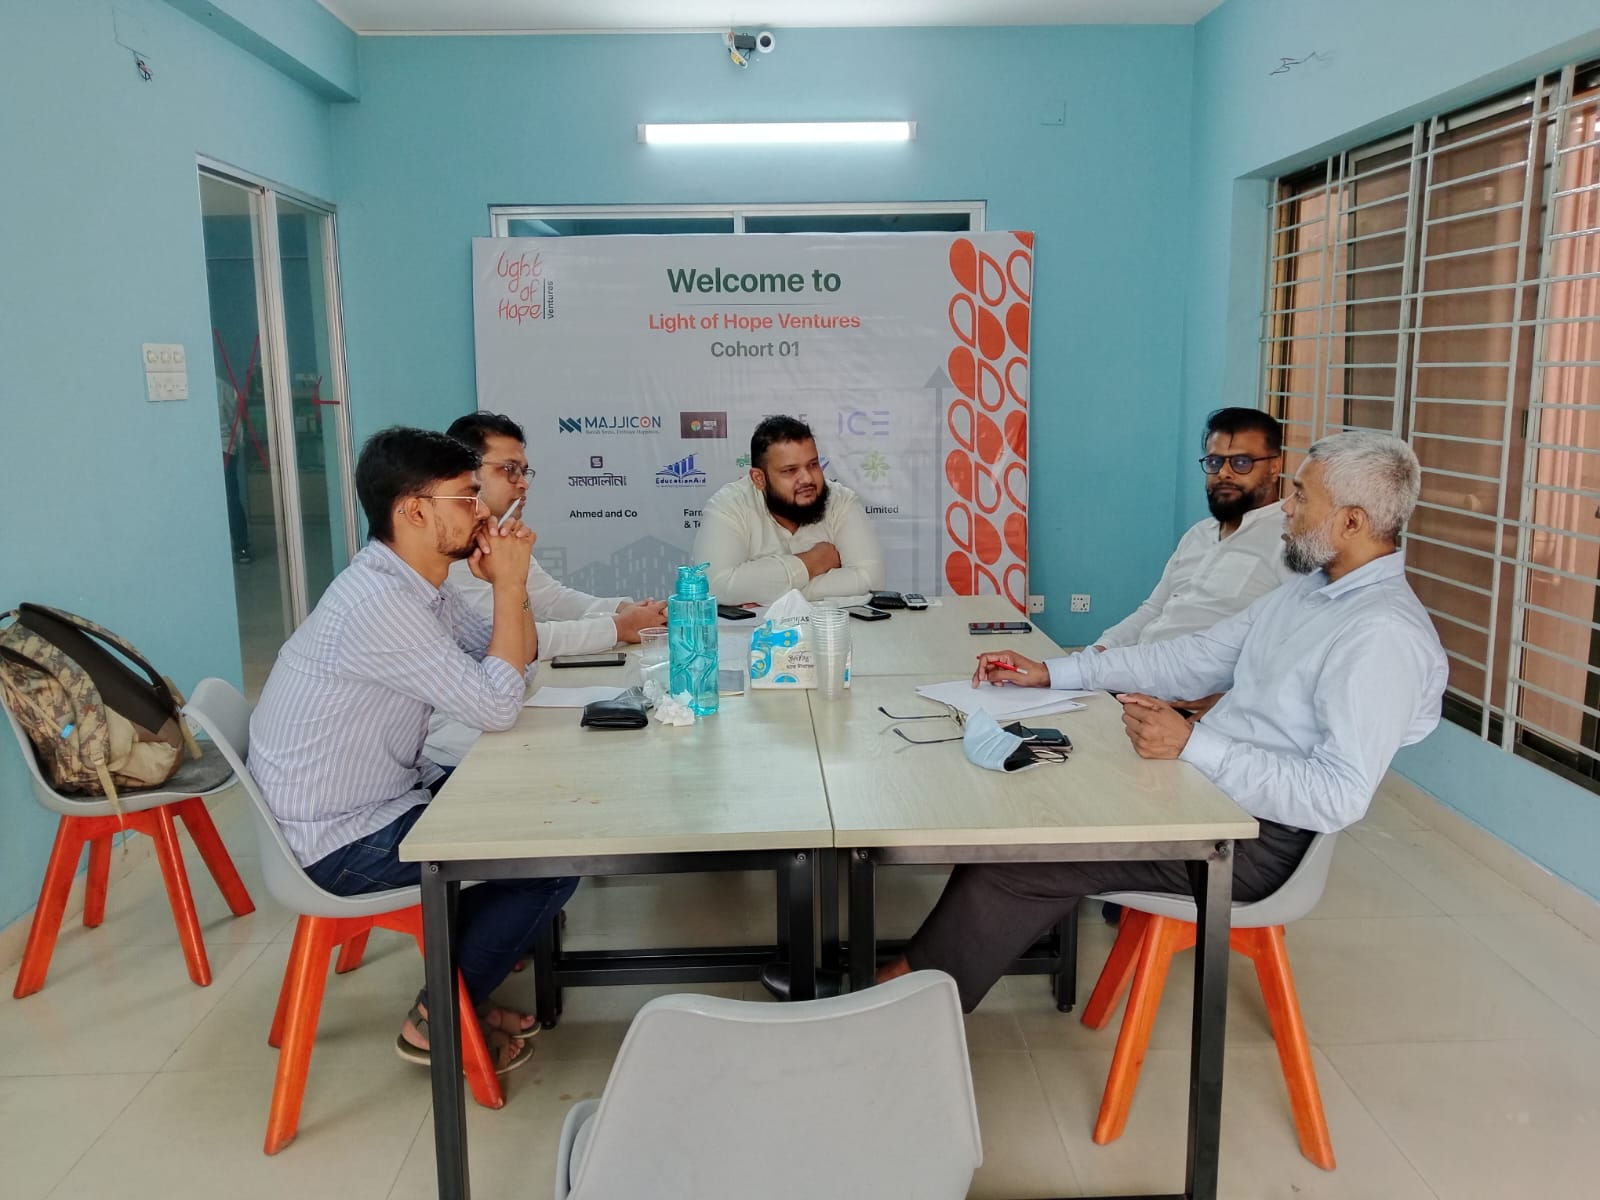 Light
of
Hope
Ventures
Welcome to
Light of Hope Ventures
Cohort 01
MAJJICON
ICE
সমকালীন
EducationAid
Ahmed and Co
Limited